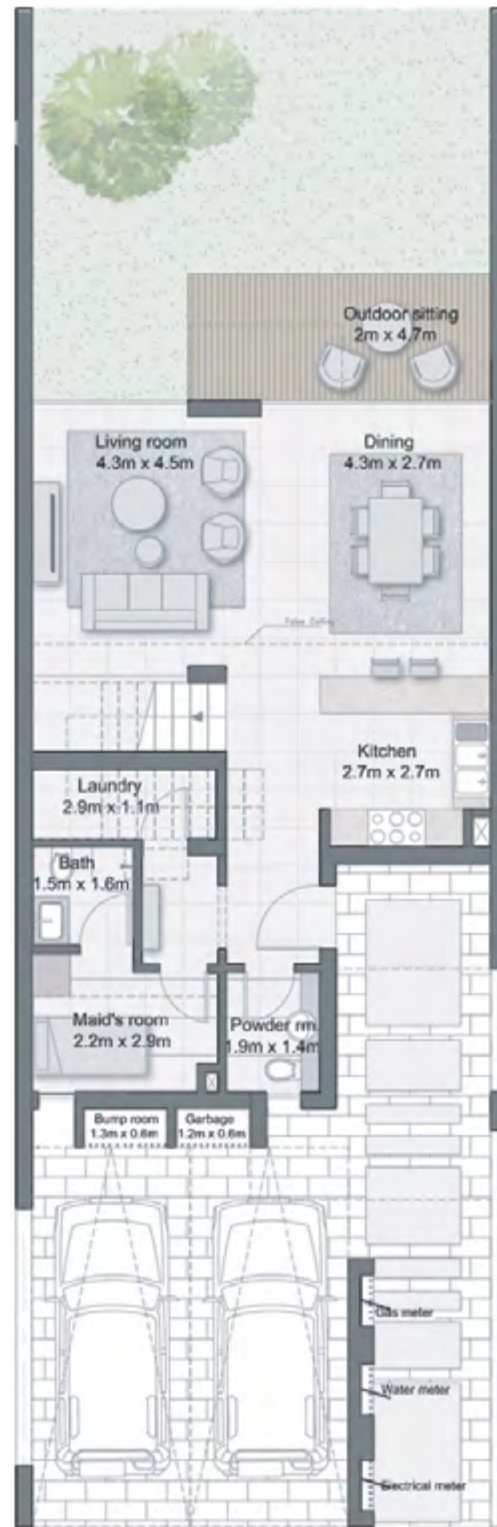 Outdoor sitting
2m x 4.7m
Living room
4.3m x 4.5m
Dining
4.3m x 2.7m
False Ceiling
Kitchen
2.7m x 2.7m
Laundry
2.9m x 1.1m
Bath
1.5m x 1.6m
Maid's room
2.2m x 2.9m
Powder rm.
1.9m x 1.4m
Bump room
1.3m x 0.6m
Garbage
1.2m x 0.6m
Gas meter
Water meter
Electrical meter